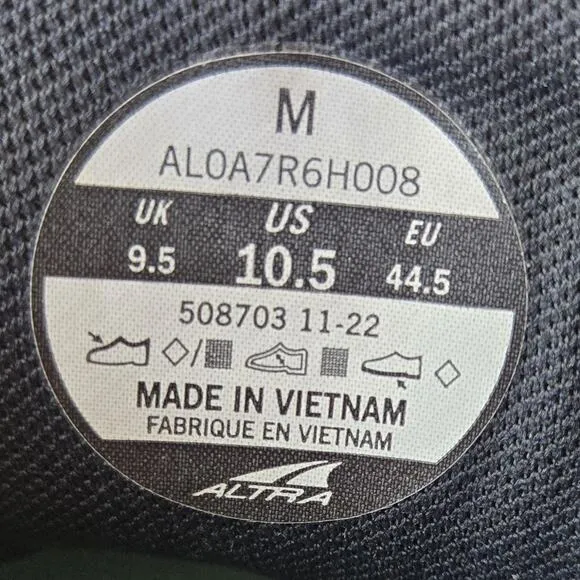 M
AL0A7R6H008
UK US EU
9.5 10.5 44.5
508703 11-22
/
MADE IN VIETNAM
FABRIQUE EN VIETNAM
ALTRA